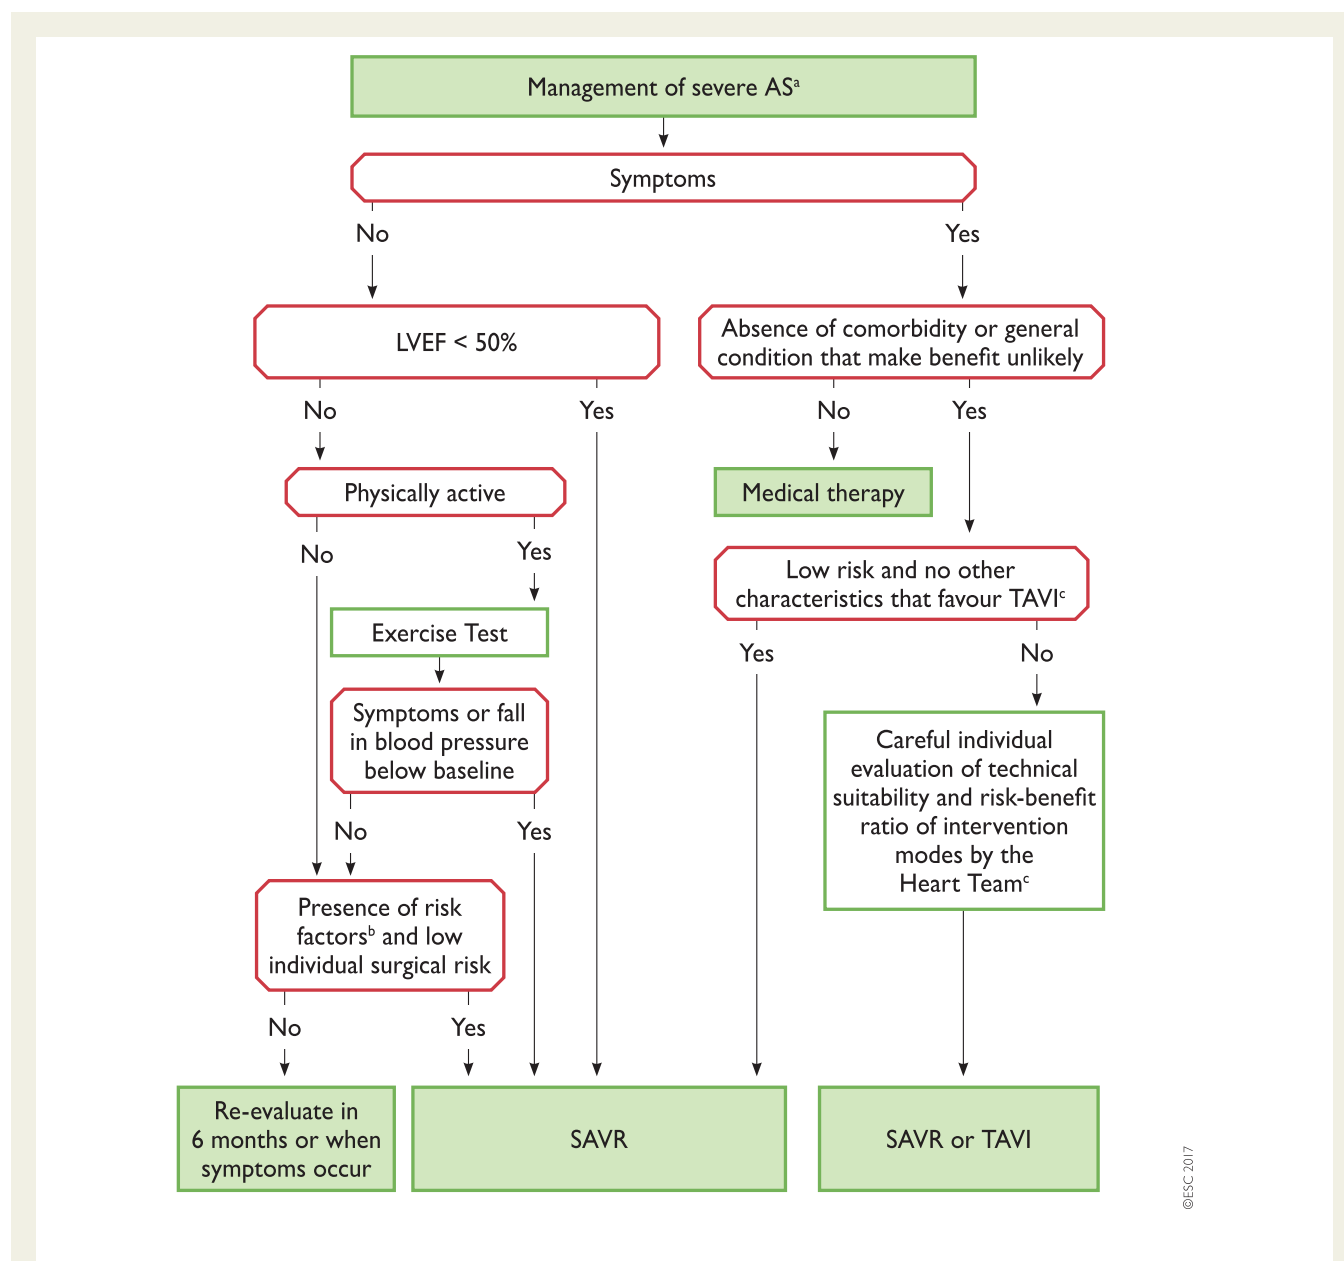 Management of severe ASa
Symptoms
No
Yes
LVEF < 50%
Absence of comorbidity or general
condition that make benefit unlikely
No
Yes
No
Yes
Physically active
Medical therapy
No
Yes
Low risk and no other
characteristics that favour TAVIc
Exercise Test
Yes
No
Symptoms or fall
in blood pressure
below baseline
Careful individual
evaluation of technical
suitability and risk-benefit
ratio of intervention
modes by the
Heart Teamc
No
Yes
Presence of risk
factorsb and low
individual surgical risk
No
Yes
Re-evaluate in
6 months or when
symptoms occur
SAVR
SAVR or TAVI
©ESC 2017